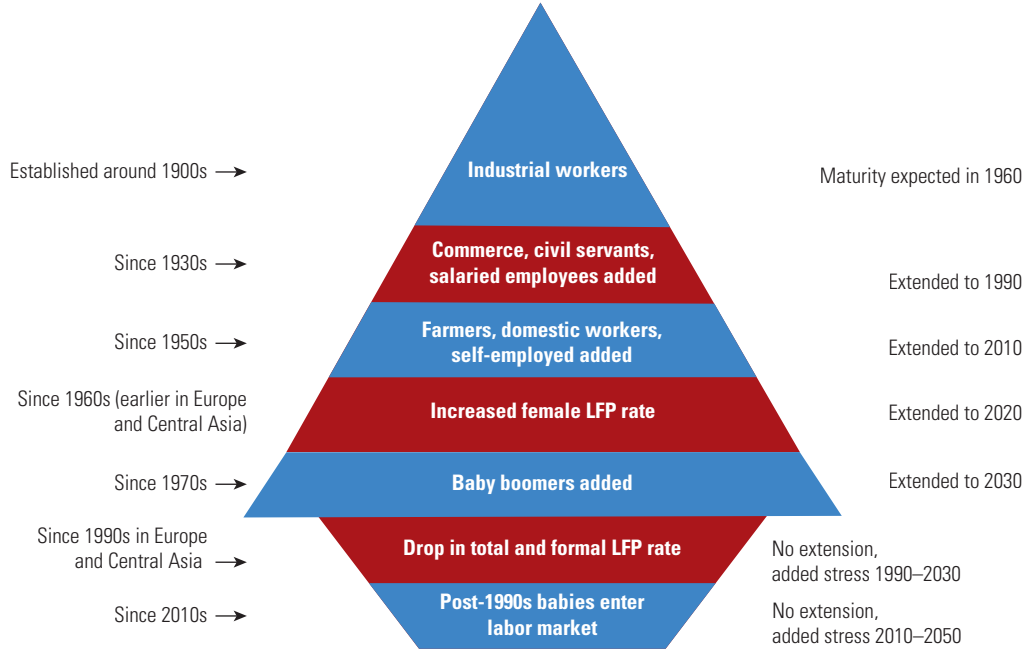 Established around 1900s →
Industrial workers
Maturity expected in 1960
Since 1930s →
Commerce, civil servants,
salaried employees added
Extended to 1990
Since 1950s →
Farmers, domestic workers,
self-employed added
Extended to 2010
Since 1960s (earlier in Europe
and Central Asia)
Increased female LFP rate
Extended to 2020
Since 1970s →
Baby boomers added
Extended to 2030
Since 1990s in Europe
and Central Asia →
Drop in total and formal LFP rate
No extension,
added stress 1990–2030
Since 2010s →
Post-1990s babies enter
labor market
No extension,
added stress 2010–2050